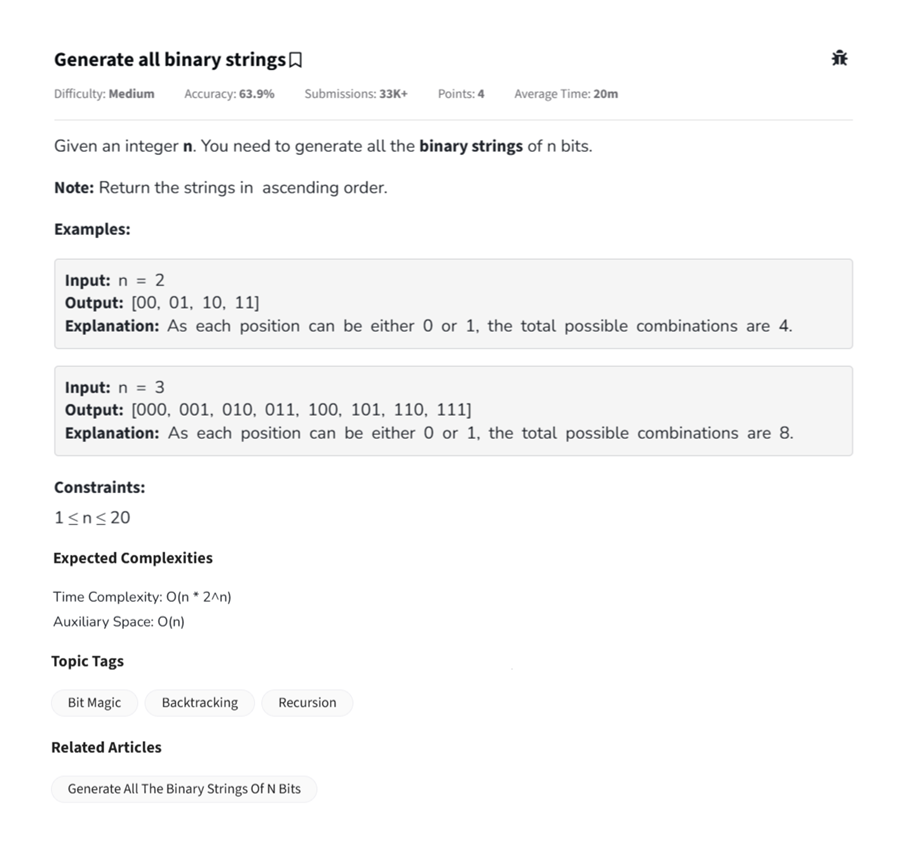 Generate all binary strings
Difficulty: Medium Accuracy: 63.9% Submissions: 33K+ Points: 4 Average Time: 20m
Given an integer n. You need to generate all the binary strings of n bits.
Note: Return the strings in ascending order.
Examples:
Input: n = 2
Output: [00, 01, 10, 11]
Explanation: As each position can be either 0 or 1, the total possible combinations are 4.
Input: n = 3
Output: [000, 001, 010, 011, 100, 101, 110, 111]
Explanation: As each position can be either 0 or 1, the total possible combinations are 8.
Constraints:
1 ≤ n ≤ 20
Expected Complexities
Time Complexity: O(n * 2^n)
Auxiliary Space: O(n)
Topic Tags
Bit Magic Backtracking Recursion
Related Articles
Generate All The Binary Strings Of N Bits